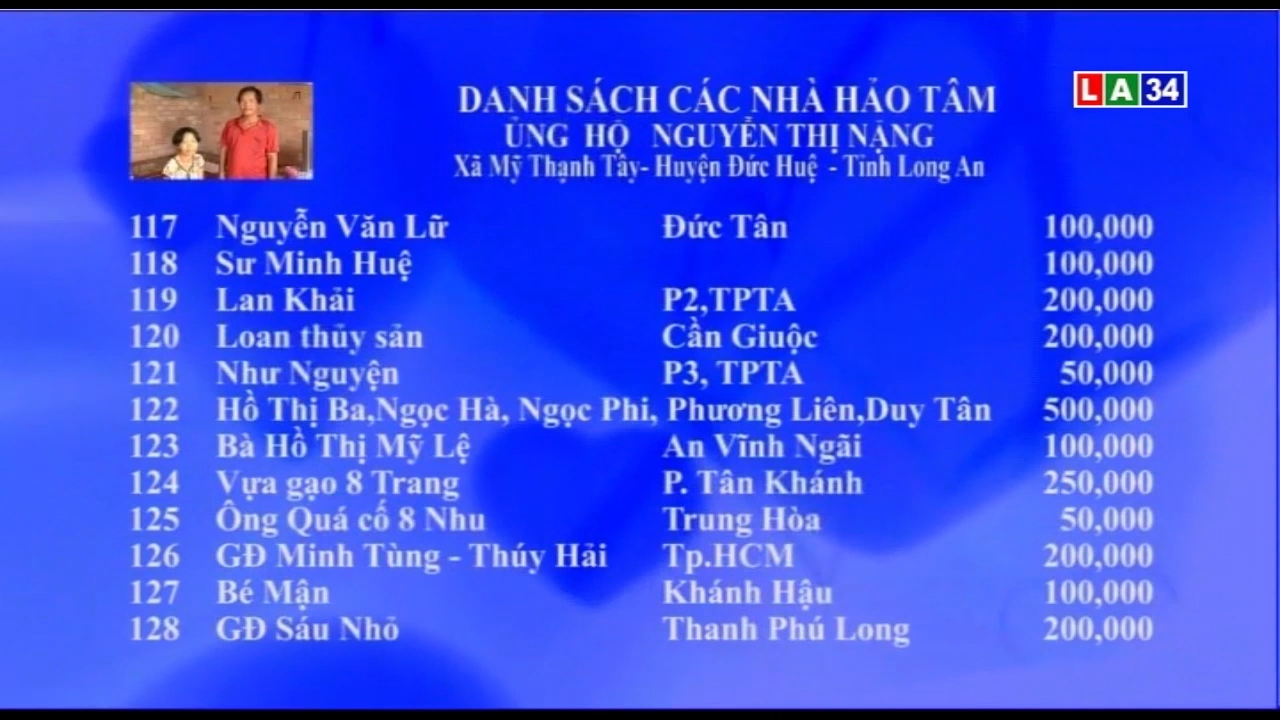 LA34
DANH SÁCH CÁC NHÀ HẢO TÂM
ỦNG HỘ NGUYỄN THỊ NẶNG
Xã Mỹ Thạnh Tây- Huyện Đức Huệ - Tỉnh Long An
117 Nguyễn Văn Lữ Đức Tân 100,000
118 Sư Minh Huệ 100,000
119 Lan Khải P2,TPTA 200,000
120 Loan thủy sản Cần Giuộc 200,000
121 Như Nguyện P3, TPTA 50,000
122 Hồ Thị Ba,Ngọc Hà, Ngọc Phi, Phương Liên,Duy Tân 500,000
123 Bà Hồ Thị Mỹ Lệ An Vĩnh Ngãi 100,000
124 Vựa gạo 8 Trang P. Tân Khánh 250,000
125 Ông Quá cố 8 Nhu Trung Hòa 50,000
126 GĐ Minh Tùng - Thúy Hải Tp.HCM 200,000
127 Bé Mận Khánh Hậu 100,000
128 GĐ Sáu Nhỏ Thanh Phú Long 200,000